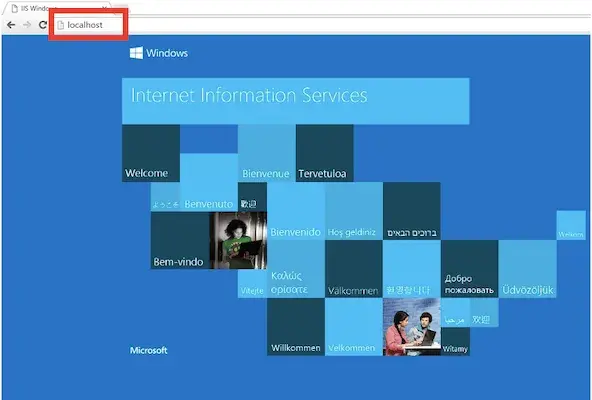 IIS Windows
localhost
Windows
Internet Information Services
Welcome
Bienvenue
Tervetuloa
ようこそ
Benvenuto
歡迎
Bem-vindo
Bienvenido
Hoş geldiniz
ברוכים הבאים
Welkom
Vítejte
Καλώς
ορίσατε
Välkommen
환영합니다
Добро
пожаловать
Üdvözöljük
Microsoft
Willkommen
Velkommen
مرحبا
欢迎
Witamy